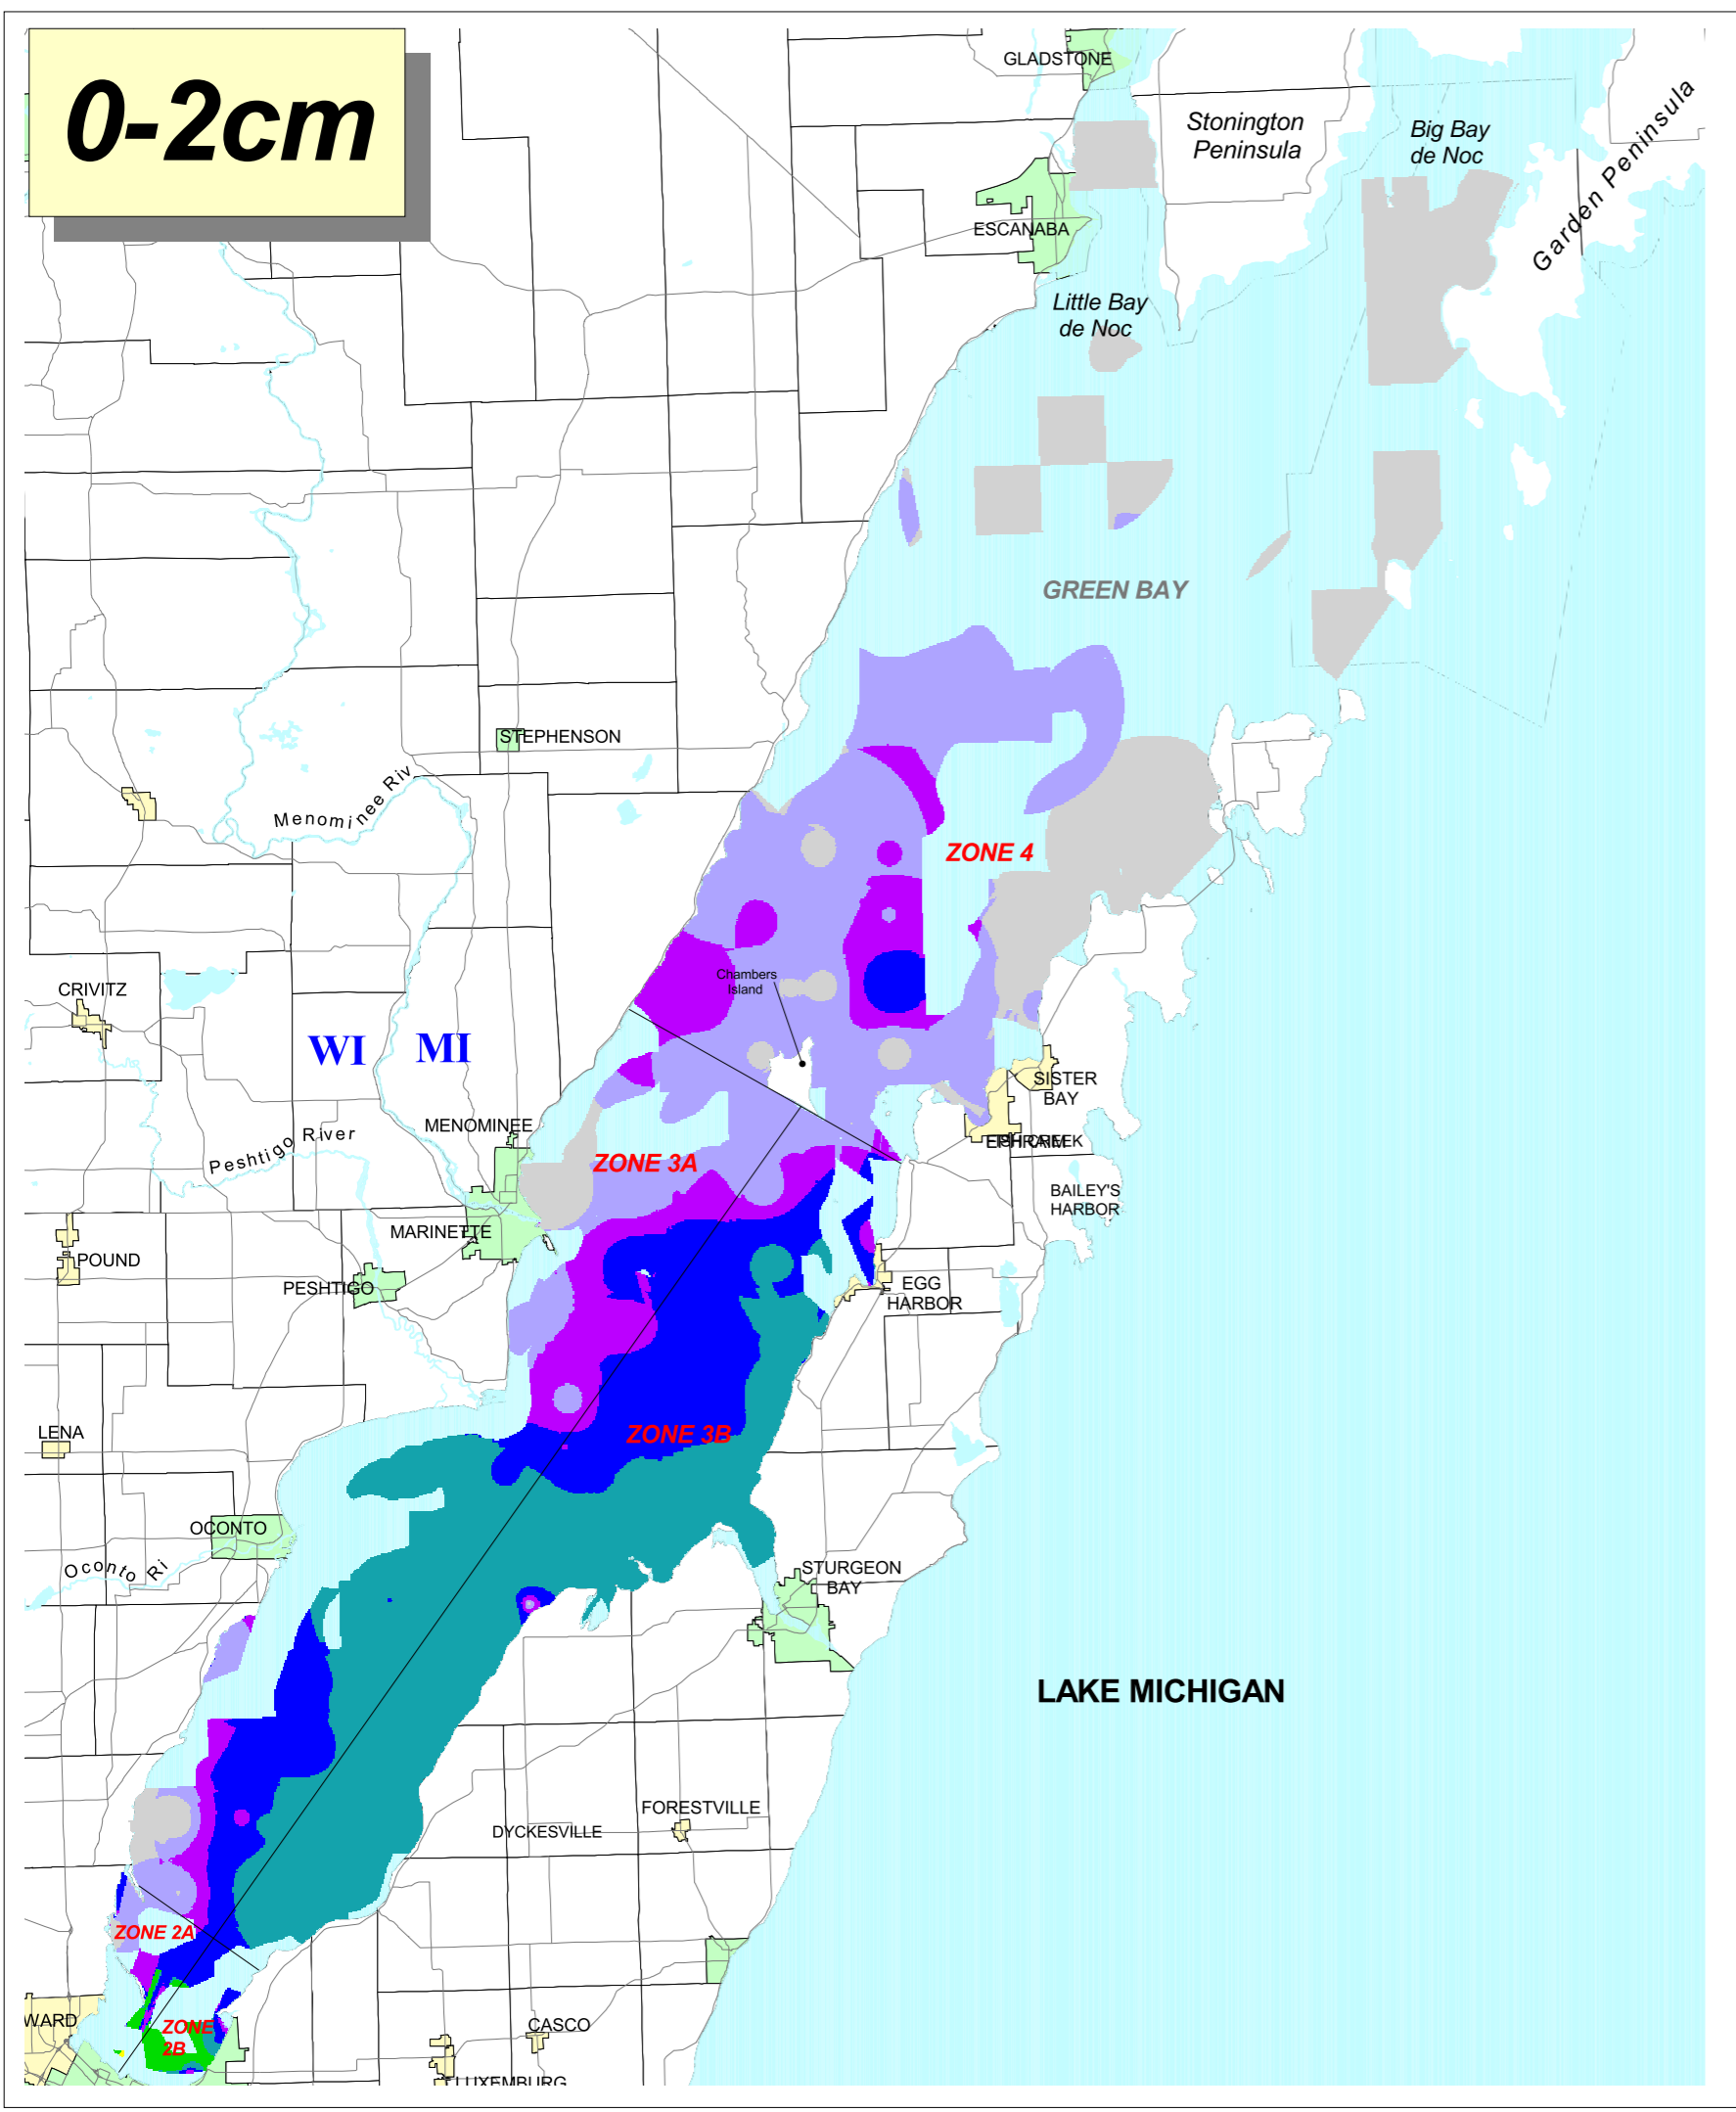 0-2cm
GLADSTONE
Stonington
Peninsula
Big Bay
de Noc
Garden Peninsula
ESCANABA
Little Bay
de Noc
GREEN BAY
STEPHENSON
Menominee Riv
ZONE 4
CRIVITZ
Chambers
Island
WI
MI
SISTER
BAY
MENOMINEE
Peshtigo River
EPHRAIM
ZONE 3A
BAILEY'S
HARBOR
MARINETTE
POUND
PESHTIGO
EGG
HARBOR
LENA
ZONE 3B
OCONTO
Oconto Ri
STURGEON
BAY
LAKE MICHIGAN
FORESTVILLE
DYCKESVILLE
ZONE 2A
WARD
ZONE
2B
CASCO
LUXEMBURG